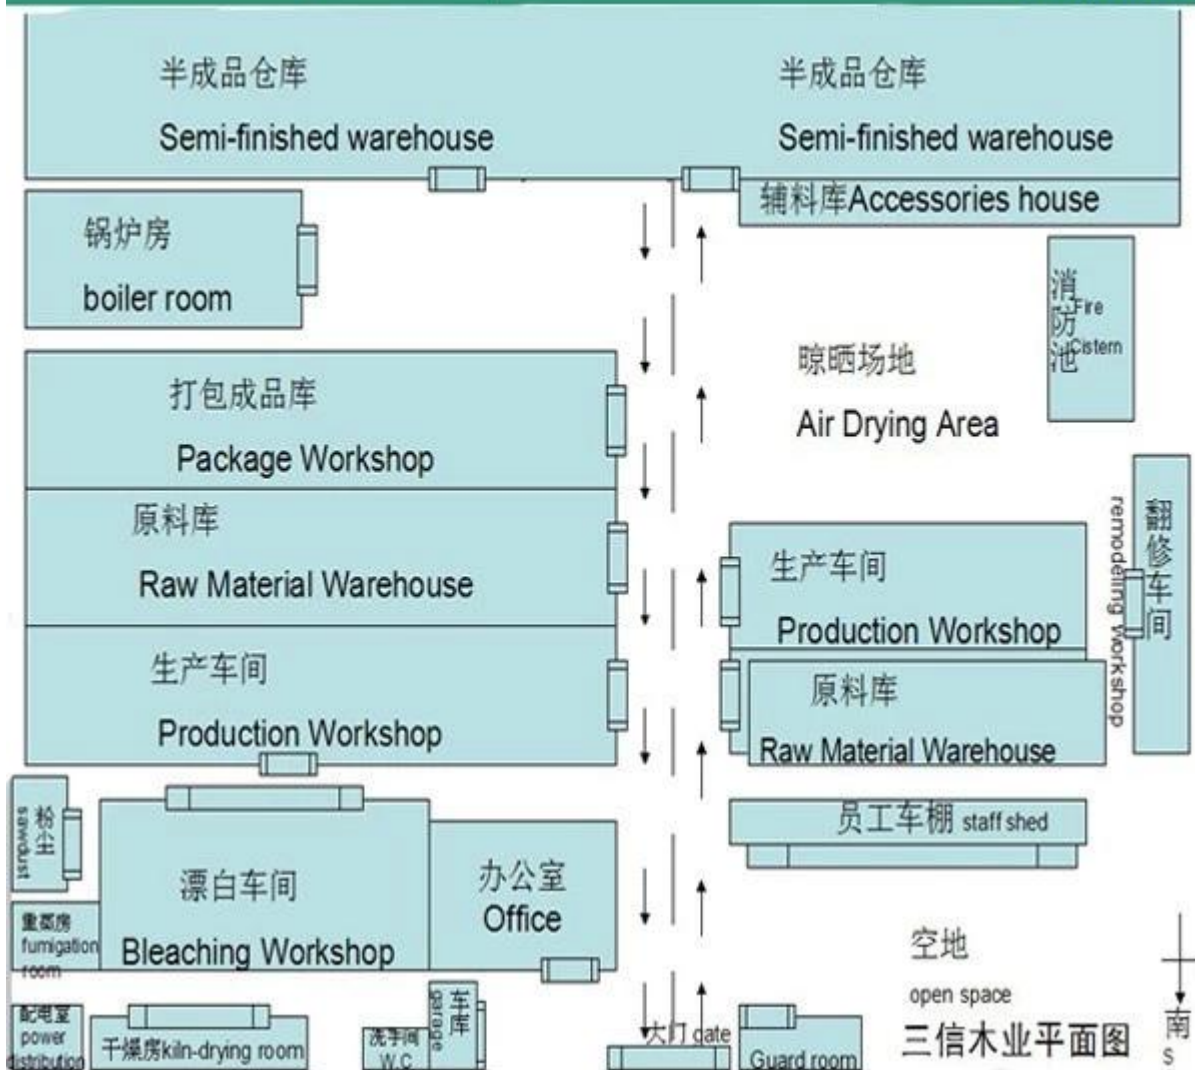 半成品仓库
Semi-finished warehouse
半成品仓库
Semi-finished warehouse
辅料库Accessories house
锅炉房
boiler room
消防池
Fire
Cistern
晾晒场地
Air Drying Area
打包成品库
Package Workshop
原料库
Raw Material Warehouse
生产车间
Production Workshop
生产车间
Production Workshop
原料库
Raw Material Warehouse
翻修车间
remodeling workshop
粉尘
sawdust
漂白车间
Bleaching Workshop
办公室
Office
员工车棚 staff shed
重蒸房
fumigation
room
空地
open space
配电室
power
distribution
干燥房kiln-drying room
洗手间
W.C
车库
garage
大门 gate
Guard room
三信木业平面图
南
S